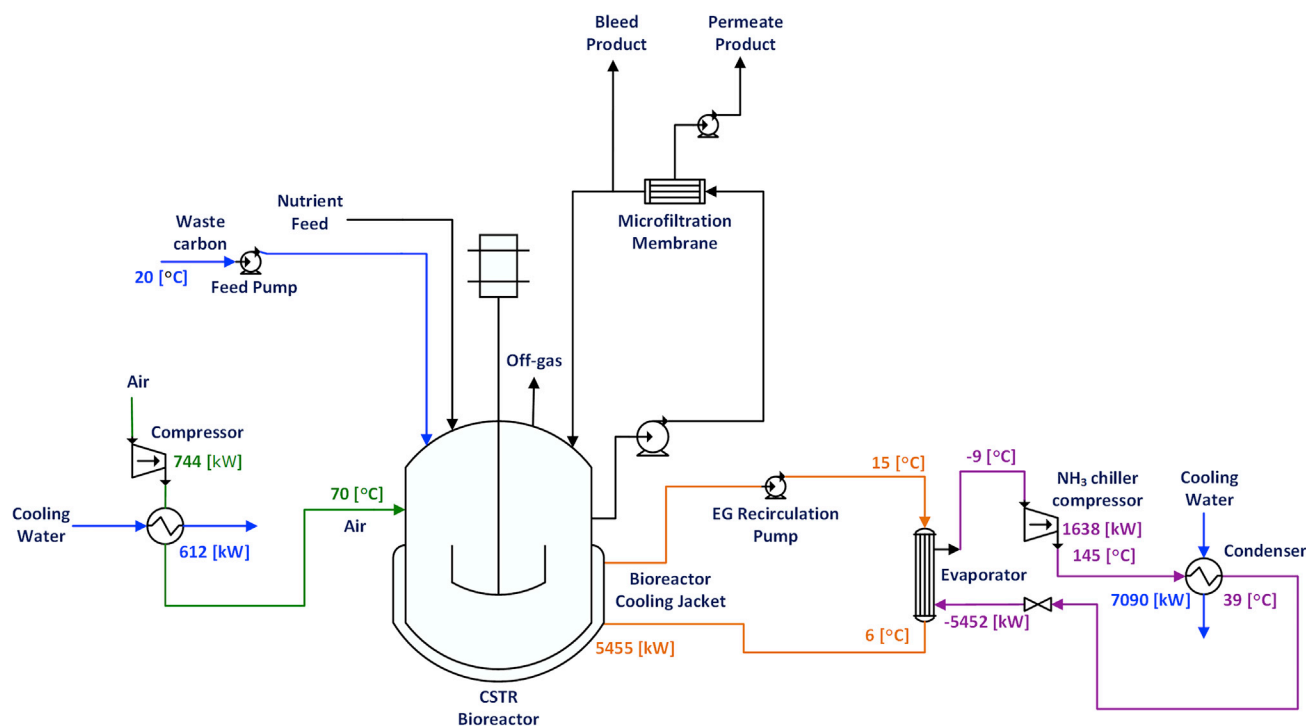 Bleed
Product
Permeate
Product
Nutrient
Feed
Microfiltration
Membrane
Waste
carbon
20 [°C]
Feed Pump
Off-gas
Air
Compressor
744 [kW]
70 [°C]
Air
Cooling
Water
612 [kW]
15 [°C]
EG Recirculation
Pump
-9 [°C]
NH₃ chiller
compressor
1638 [kW]
145 [°C]
Cooling
Water
Condenser
7090 [kW]
39 [°C]
Evaporator
-5452 [kW]
6 [°C]
Bioreactor
Cooling Jacket
5455 [kW]
CSTR
Bioreactor